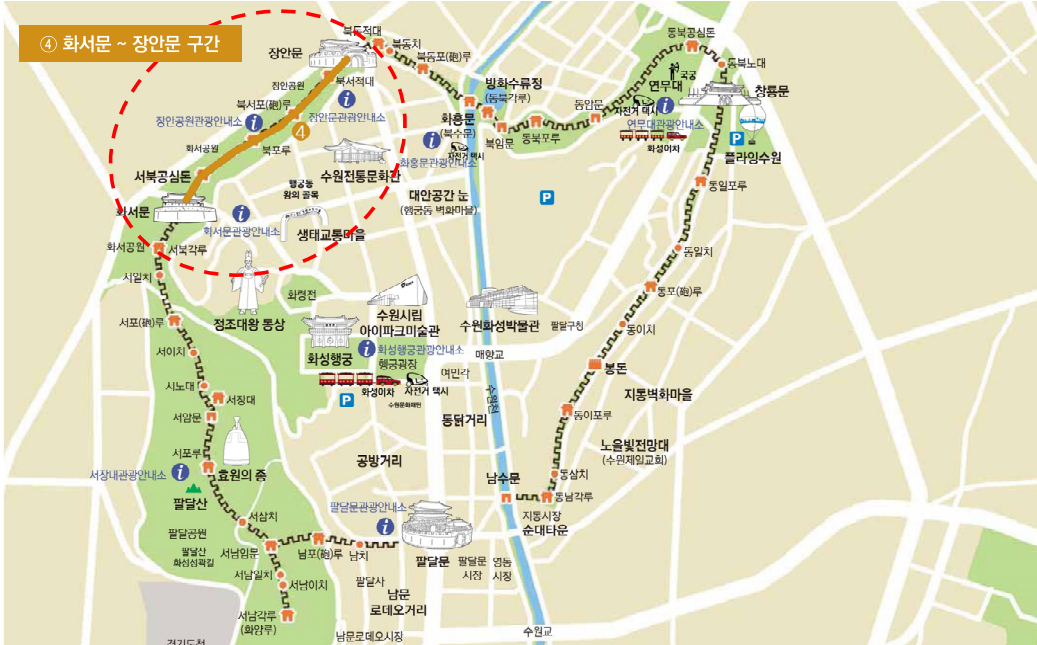 ④ 화서문 ~ 장안문 구간
북동적대
장안문
북동치
북동포(砲)루
장안공원
북서적대
북서포(砲)루
장안공원관광안내소
장안문관광안내소
4
화서공원
북포루
서북공심돈
수원전통문화관
행궁동
왕의 골목
화서문
화서문관광안내소
생태교통마을
화서공원
서북각루
방화수류정
(동북각루)
화홍문
(북수문)
자전거 택시
화홍문관광안내소
북암문
동북포루
동암문
대안공간 눈
(행궁동 벽화마을)
동북공심돈
동북노대
국궁
연무대
자전거 택시
창룡문
연무대관광안내소
화성어차
P
플라잉수원
동일포루
P
동일치
동포(砲)루
동이치
봉돈
지동벽화마을
동이포루
노을빛전망대
(수원제일교회)
동삼치
동남각루
남수문
지동시장
순대타운
서일치
서포(砲)루
서이치
시노대
서장대
서암문
서포루
서장대관광안내소
효원의 종
팔달산
서삼치
팔달공원
팔달산
화성성곽길
서남암문
서남일치
서남이치
서남각루
(화양루)
경기도청
정조대왕 동상
화령전
수원시립
아이파크미술관
화성행궁
화성행궁관광안내소
행궁광장
화성어차
자전거 택시
수원문화재단
P
여민각
수원화성박물관
팔달구청
매향교
수원천
통닭거리
공방거리
팔달문관광안내소
팔달문
남포(砲)루
남치
팔달사
팔달문
시장
영동
시장
남문
로데오거리
남문로데오시장
수원교